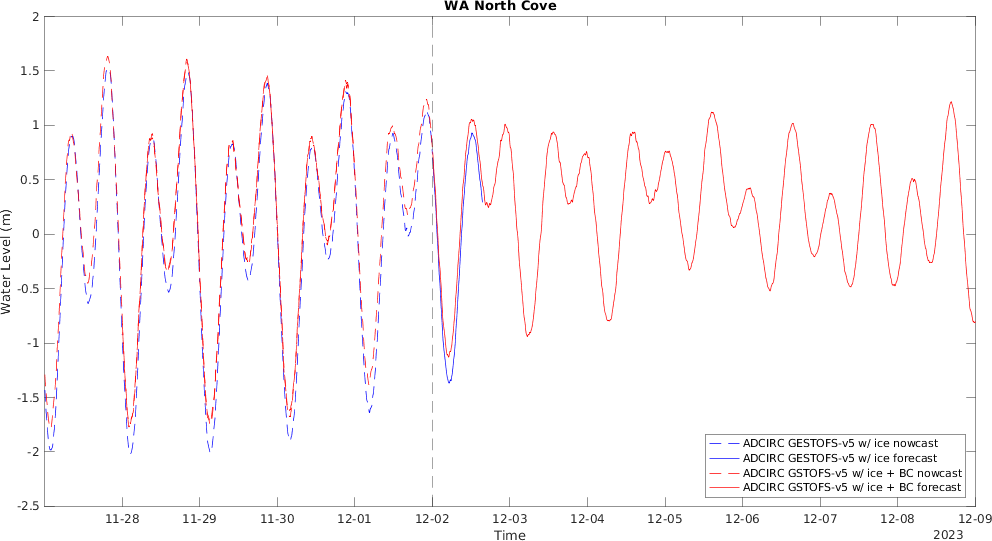 WA North Cove
2
1.5
1
0.5
0
-0.5
-1
-1.5
-2
-2.5
Water Level (m)
ADCIRC GESTOFS-v5 w/ ice nowcast
ADCIRC GESTOFS-v5 w/ ice forecast
ADCIRC GSTOFS-v5 w/ ice + BC nowcast
ADCIRC GSTOFS-v5 w/ ice + BC forecast
11-28 11-29 11-30 12-01 12-02 12-03 12-04 12-05 12-06 12-07 12-08 12-09
Time
2023